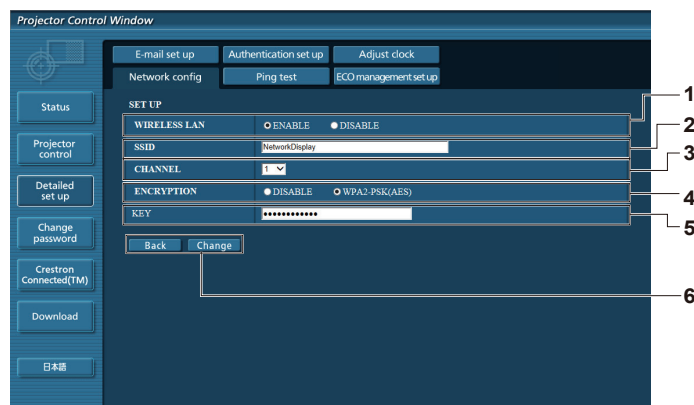 Projector Control Window
E-mail set up Authentication set up Adjust clock
Network config Ping test ECO management set up
Status
Projector
control
Detailed
set up
Change
password
Crestron
Connected(TM)
Download
日本語
SET UP
WIRELESS LAN ENABLE DISABLE 1
SSID NetworkDisplay 2
CHANNEL 1 3
ENCRYPTION DISABLE WPA2-PSK(AES) 4
KEY •••••••••••• 5
Back Change 6